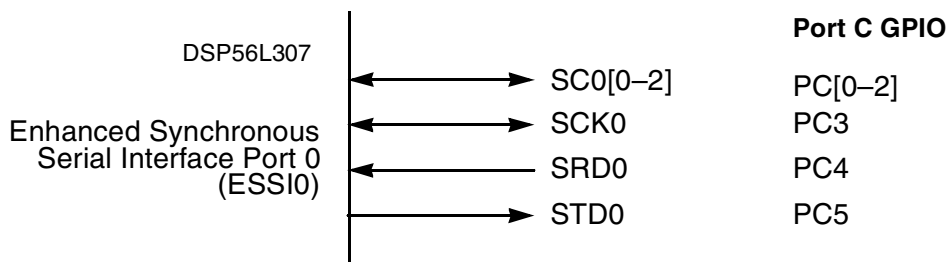 Port C GPIO
DSP56L307
SC0[0–2] PC[0–2]
Enhanced Synchronous
Serial Interface Port 0
(ESSI0)
SCK0 PC3
SRD0 PC4
STD0 PC5